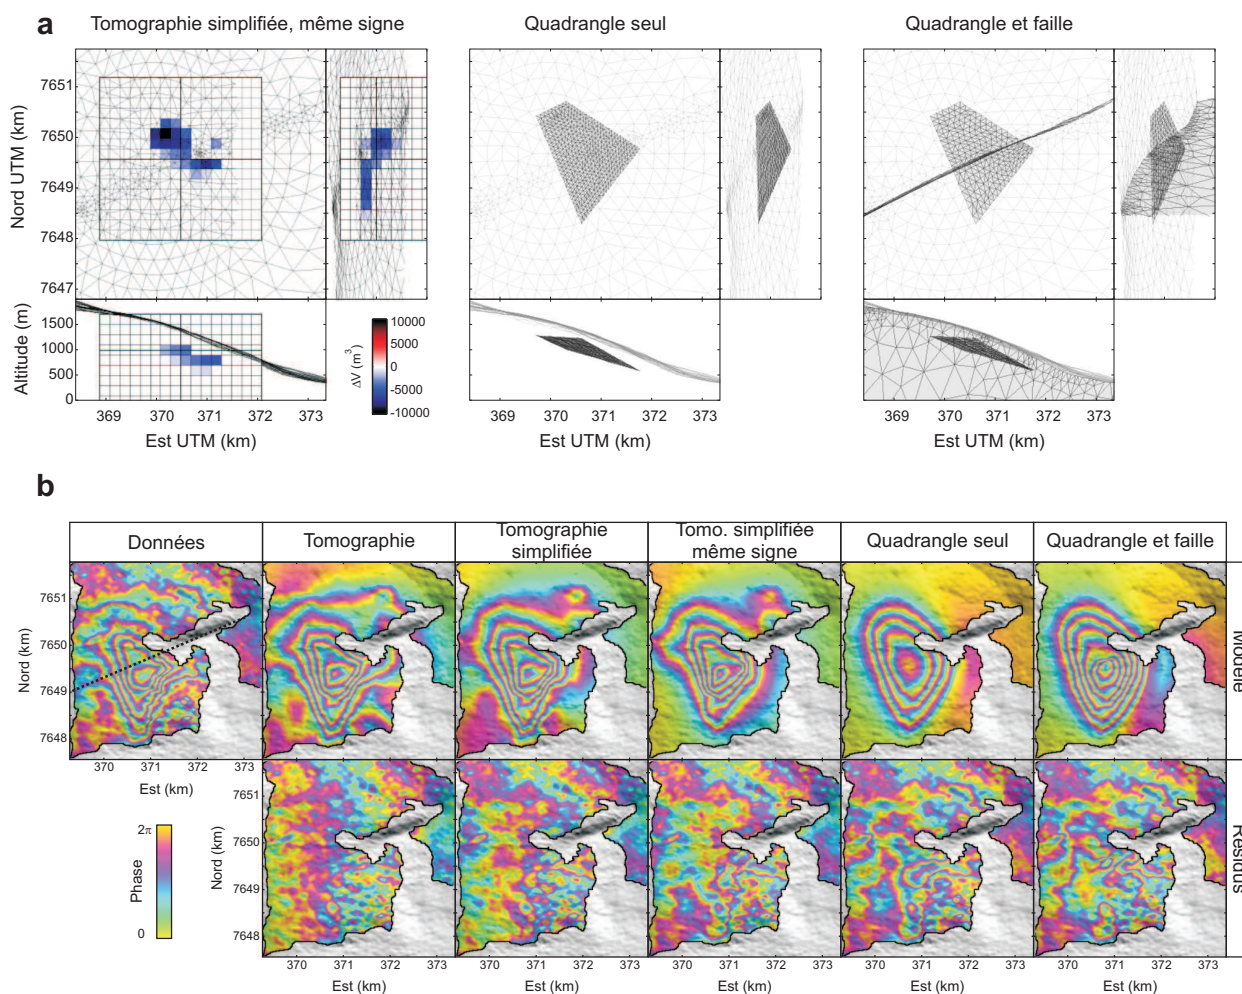 a
Tomographie simplifiée, même signe
Quadrangle seul
Quadrangle et faille
Nord UTM (km)
7651
7650
7649
7648
7647
Altitude (m)
1500
1000
500
0
369 370 371 372 373
Est UTM (km)
10000
5000
0
-5000
-10000
ΔV (m³)
369 370 371 372 373
Est UTM (km)
369 370 371 372 373
Est UTM (km)
b
Données
Tomographie
Tomographie
simplifiée
Tomo. simplifiée
même signe
Quadrangle seul
Quadrangle et faille
Nord (km)
7651
7650
7649
7648
370 371 372 373
Est (km)
Modèle
2π
Phase
0
Nord (km)
7651
7650
7649
7648
Résidus
370 371 372 373
370 371 372 373
370 371 372 373
370 371 372 373
370 371 372 373
Est (km)
Est (km)
Est (km)
Est (km)
Est (km)